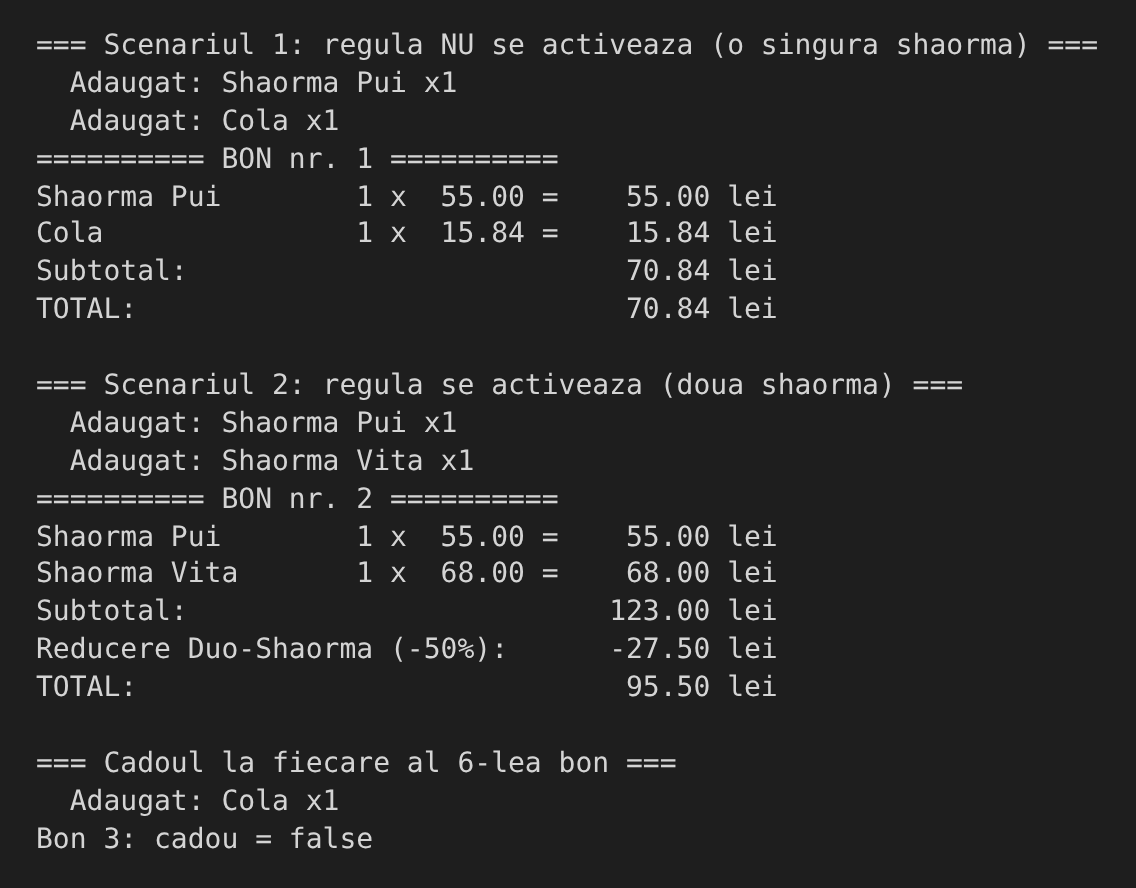 === Scenariul 1: regula NU se activeaza (o singura shaorma) ===
  Adaugat: Shaorma Pui x1
  Adaugat: Cola x1
========== BON nr. 1 ==========
Shaorma Pui        1 x  55.00 =    55.00 lei
Cola               1 x  15.84 =    15.84 lei
Subtotal:                          70.84 lei
TOTAL:                             70.84 lei

=== Scenariul 2: regula se activeaza (doua shaorma) ===
  Adaugat: Shaorma Pui x1
  Adaugat: Shaorma Vita x1
========== BON nr. 2 ==========
Shaorma Pui        1 x  55.00 =    55.00 lei
Shaorma Vita       1 x  68.00 =    68.00 lei
Subtotal:                         123.00 lei
Reducere Duo-Shaorma (-50%):      -27.50 lei
TOTAL:                             95.50 lei

=== Cadoul la fiecare al 6-lea bon ===
  Adaugat: Cola x1
Bon 3: cadou = false